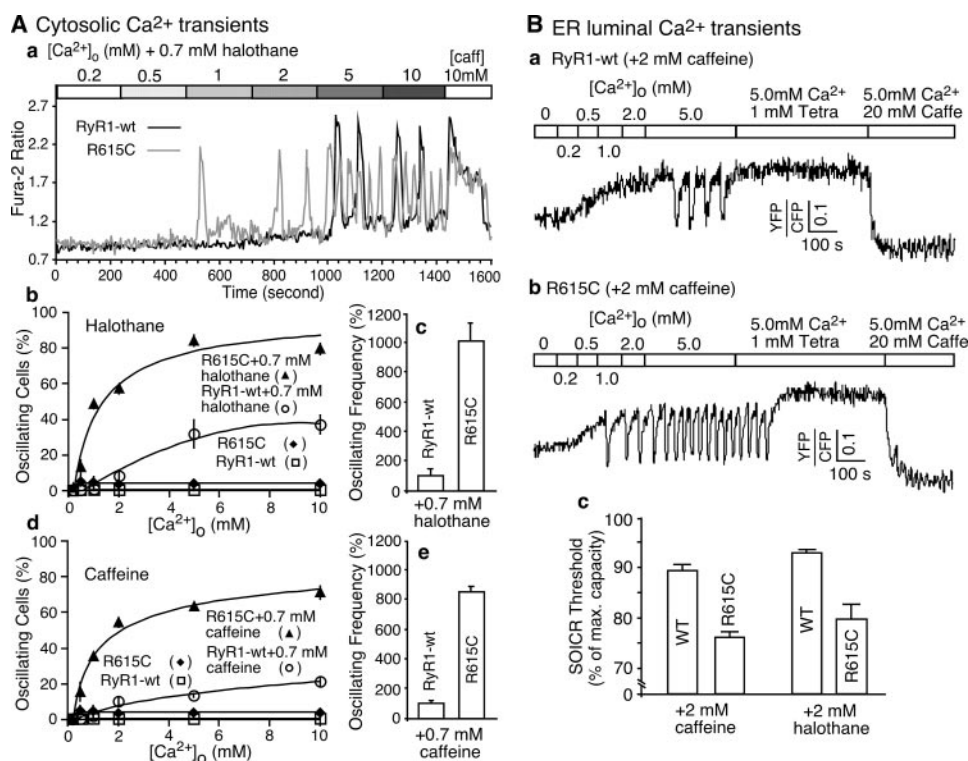 A Cytosolic Ca2+ transients
a [Ca2+]o (mM) + 0.7 mM halothane
[caff]
0.2 0.5 1 2 5 10 10mM
Fura-2 Ratio
2.7
2.2
1.7
1.2
0.7
RyR1-wt
R615C
0 200 400 600 800 1000 1200 1400 1600
Time (second)
b
Oscillating Cells (%)
80
60
40
20
0
Halothane
R615C+0.7 mM
halothane (▲)
RyR1-wt+0.7 mM
halothane (○)
R615C (◆)
RyR1-wt (□)
0 2 4 6 8 10
[Ca2+]o (mM)
c
Oscillating Frequency (%)
1200
1000
800
600
400
200
0
RyR1-wt
R615C
+0.7 mM
halothane
d
Oscillating Cells (%)
80
60
40
20
0
Caffeine
R615C+0.7 mM
caffeine (▲)
RyR1-wt+0.7 mM
caffeine (○)
R615C (◆)
RyR1-wt (□)
0 2 4 6 8 10
[Ca2+]o (mM)
e
Oscillating Frequency (%)
1200
1000
800
600
400
200
0
RyR1-wt
R615C
+0.7 mM
caffeine
B ER luminal Ca2+ transients
a RyR1-wt (+2 mM caffeine)
[Ca2+]o (mM)
0 0.5 2.0 5.0
5.0mM Ca2+
1 mM Tetra
5.0mM Ca2+
20 mM Caffe
0.2 1.0
YFP
CFP
0.1
100 s
b R615C (+2 mM caffeine)
[Ca2+]o (mM)
0 0.5 2.0 5.0
5.0mM Ca2+
1 mM Tetra
5.0mM Ca2+
20 mM Caffe
0.2 1.0
YFP
CFP
0.1
100 s
c
SOICR Threshold
(% of max. capacity)
100
90
80
70
0
WT
R615C
WT
R615C
+2 mM
caffeine
+2 mM
halothane